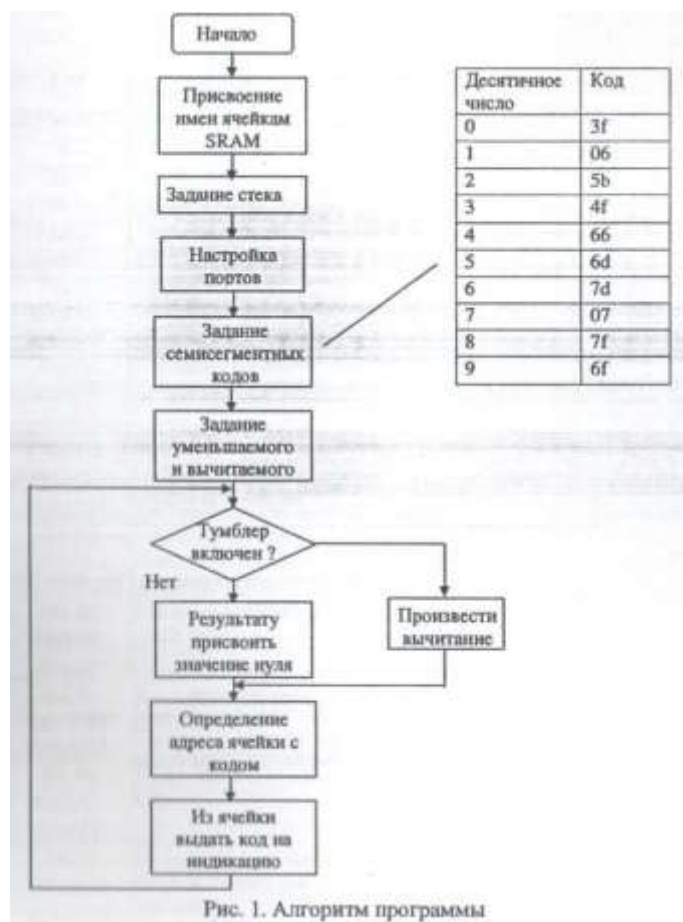 Начало
Присвоение
имен ячейкам
SRAM
Задание стека
Настройка
портов
Задание
семисегментных
кодов
Задание
уменьшаемого
и вычитаемого
Тумблер
включен ?
Нет
Результату
присвоить
значение нуля
Произвести
вычитание
Определение
адреса ячейки с
кодом
Из ячейки
выдать код на
индикацию
Десятичное Код
число
0 3f
1 06
2 5b
3 4f
4 66
5 6d
6 7d
7 07
8 7f
9 6f
Рис. 1. Алгоритм программы